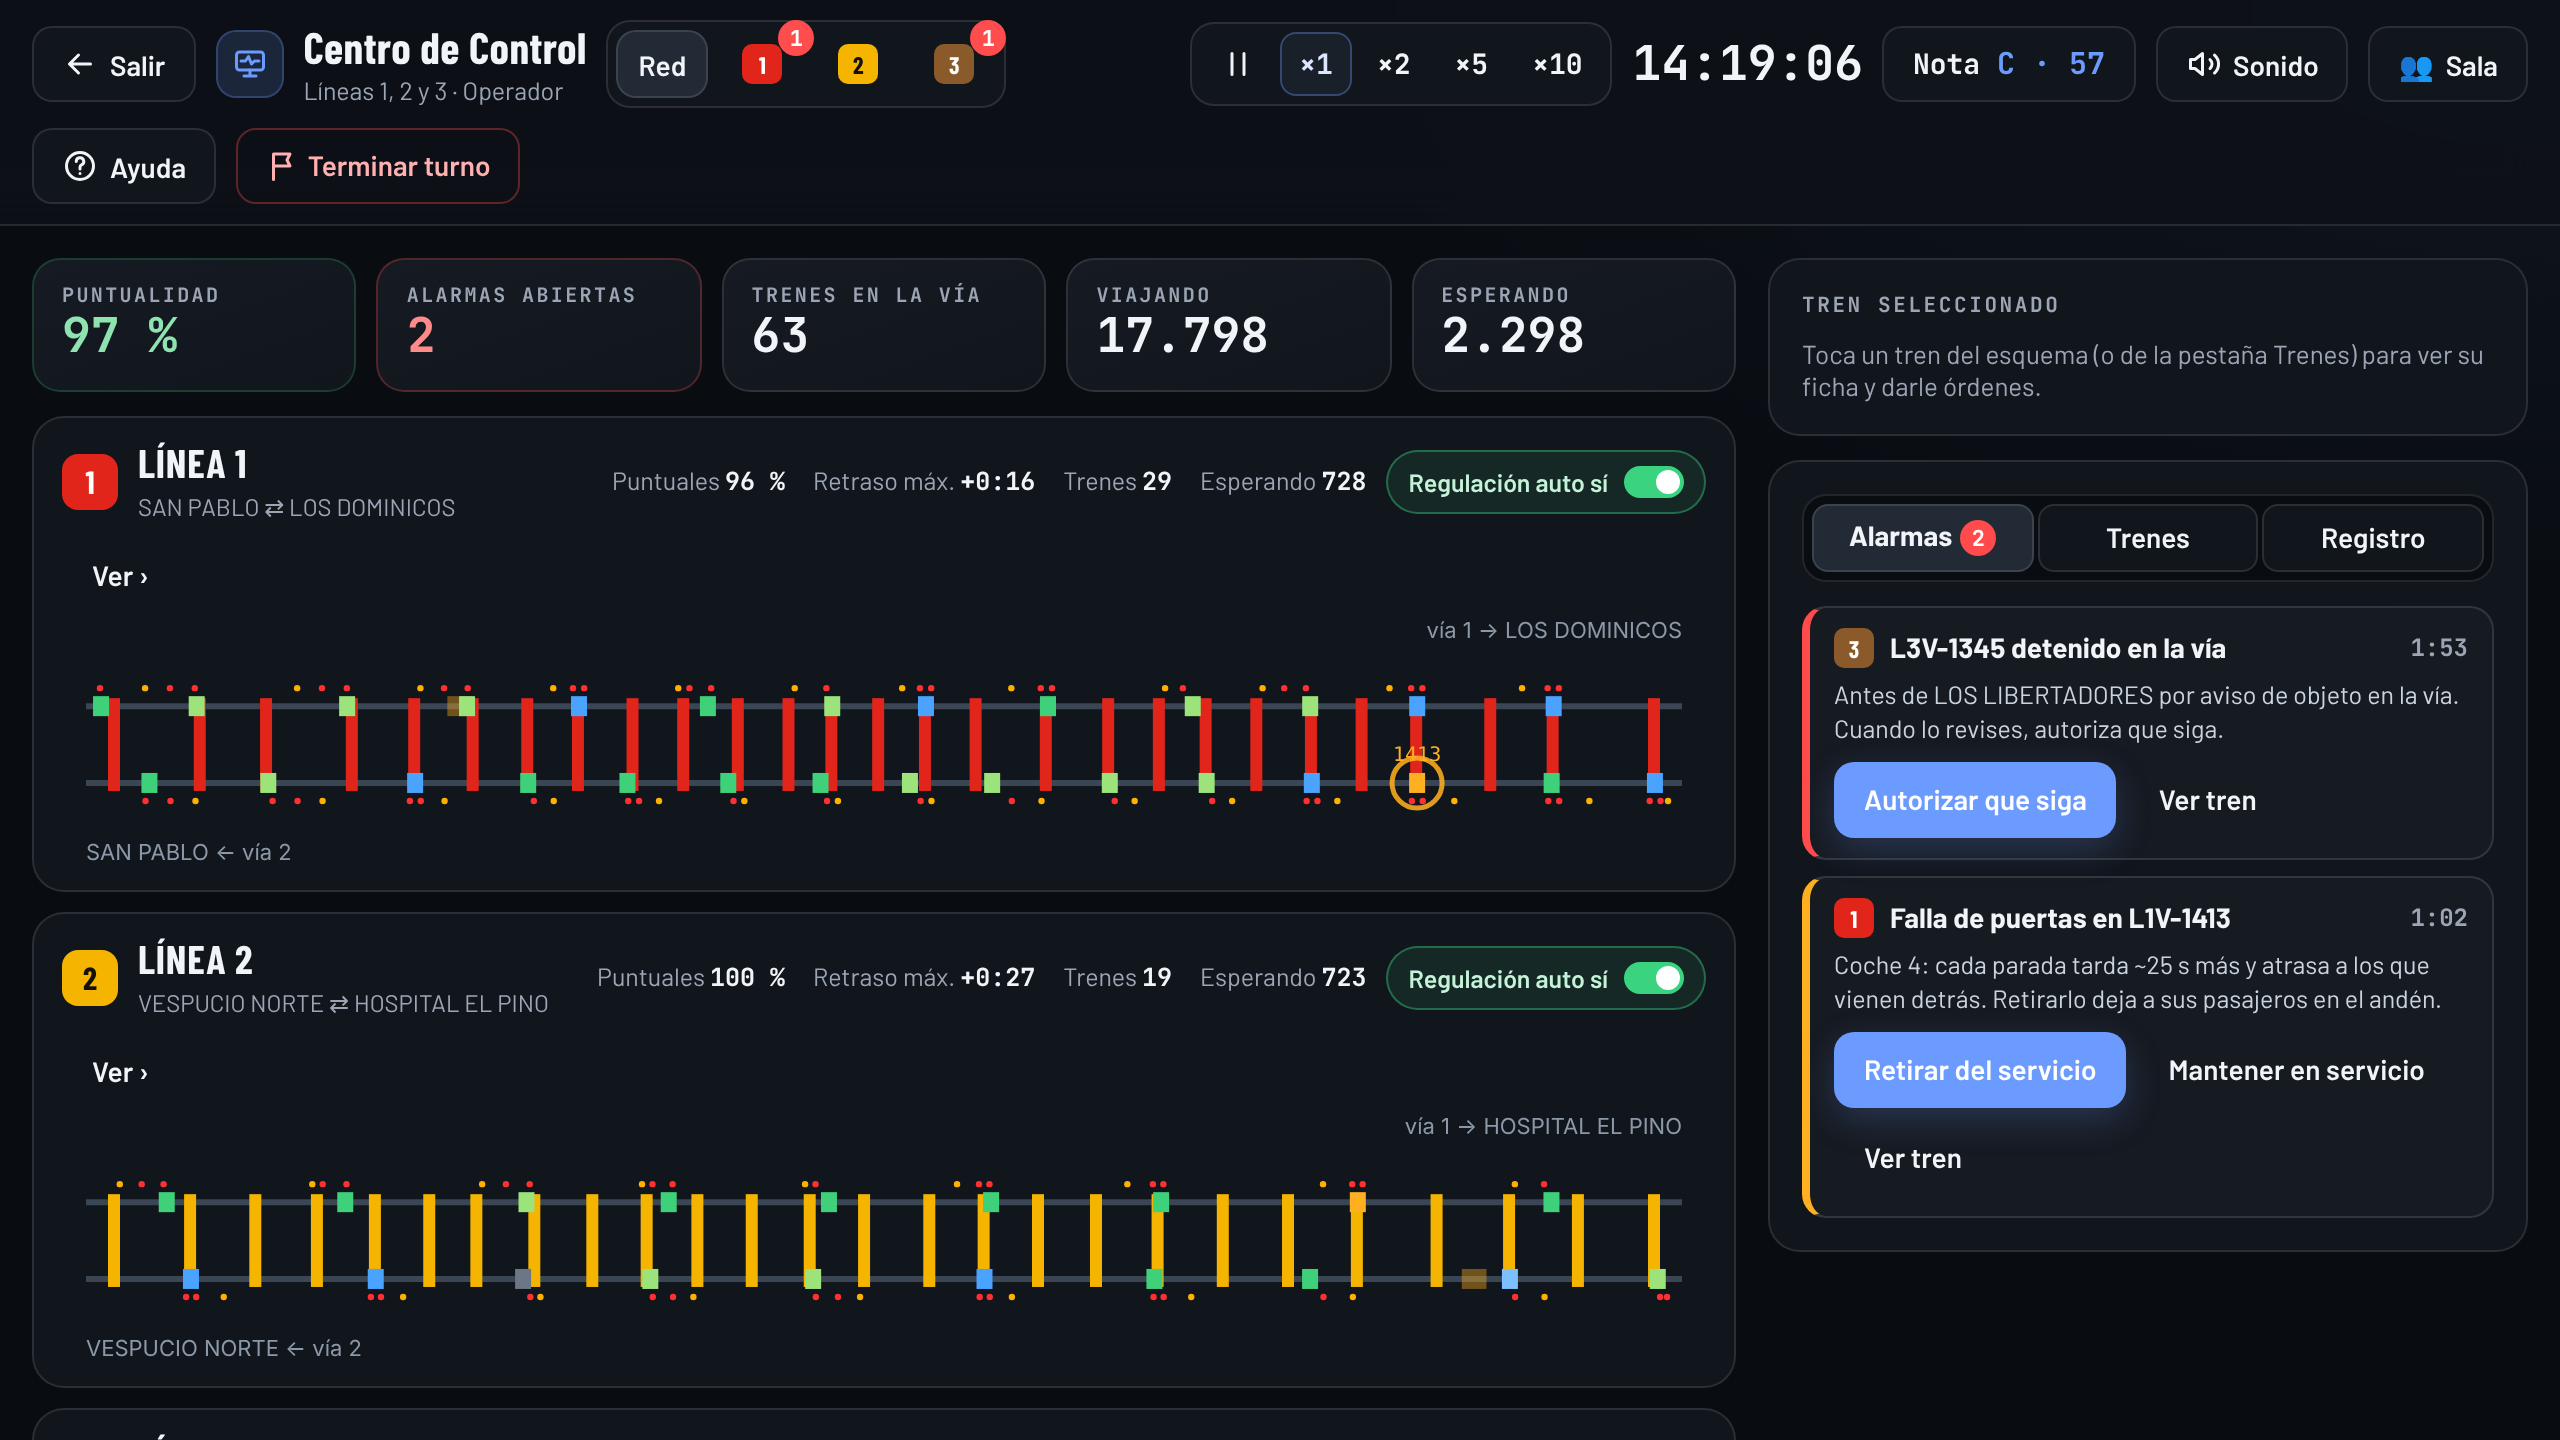 Salir
Centro de Control
Líneas 1, 2 y 3 · Operador
Red
1
1
2
3
1
×1
×2
×5
×10
14:19:06
Nota C · 57
Sonido
Sala
Ayuda
Terminar turno
PUNTUALIDAD
97 %
ALARMAS ABIERTAS
2
TRENES EN LA VÍA
63
VIAJANDO
17.798
ESPERANDO
2.298
1
LÍNEA 1
SAN PABLO ⇄ LOS DOMINICOS
Puntuales 96 %
Retraso máx. +0:16
Trenes 29
Esperando 728
Regulación auto sí
Ver ›
vía 1 → LOS DOMINICOS
1413
SAN PABLO ← vía 2
2
LÍNEA 2
VESPUCIO NORTE ⇄ HOSPITAL EL PINO
Puntuales 100 %
Retraso máx. +0:27
Trenes 19
Esperando 723
Regulación auto sí
Ver ›
vía 1 → HOSPITAL EL PINO
VESPUCIO NORTE ← vía 2
TREN SELECCIONADO
Toca un tren del esquema (o de la pestaña Trenes) para ver su
ficha y darle órdenes.
Alarmas 2
Trenes
Registro
3
L3V-1345 detenido en la vía
1:53
Antes de LOS LIBERTADORES por aviso de objeto en la vía.
Cuando lo revises, autoriza que siga.
Autorizar que siga
Ver tren
1
Falla de puertas en L1V-1413
1:02
Coche 4: cada parada tarda ~25 s más y atrasa a los que
vienen detrás. Retirarlo deja a sus pasajeros en el andén.
Retirar del servicio
Mantener en servicio
Ver tren